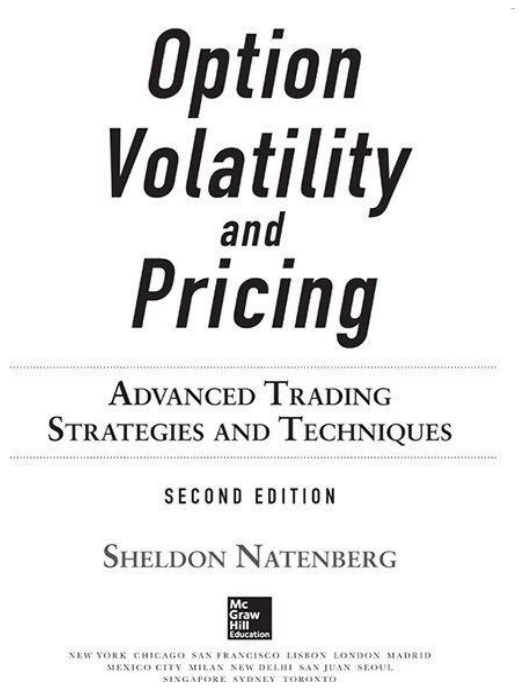 Option
Volatility
and
Pricing
ADVANCED TRADING
STRATEGIES AND TECHNIQUES
SECOND EDITION
SHELDON NATENBERG
Mc
Graw
Hill
Education
NEW YORK CHICAGO SAN FRANCISCO LISBON LONDON MADRID
MEXICO CITY MILAN NEW DELHI SAN JUAN SEOUL
SINGAPORE SYDNEY TORONTO